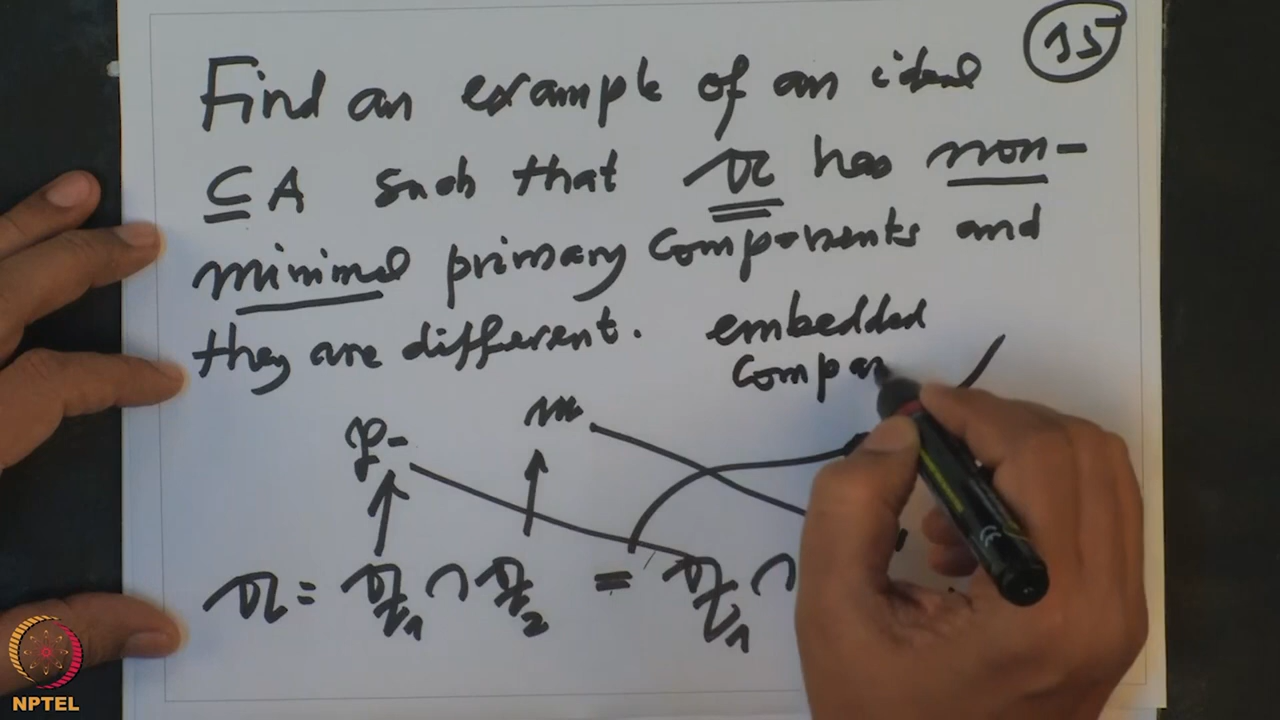 15
Find an example of an ideal
⊆ A such that 𝔞 has non-
minimal primary components and
they are different. embedded
compo
𝔭 𝔪
𝔞 = 𝔮₁ ∩ 𝔮₂ = 𝔮₁ ∩
NPTEL